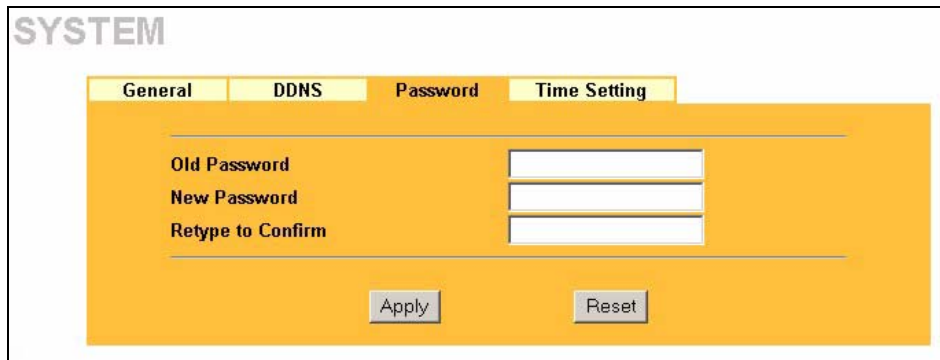 SYSTEM
General DDNS Password Time Setting
Old Password
New Password
Retype to Confirm
Apply Reset